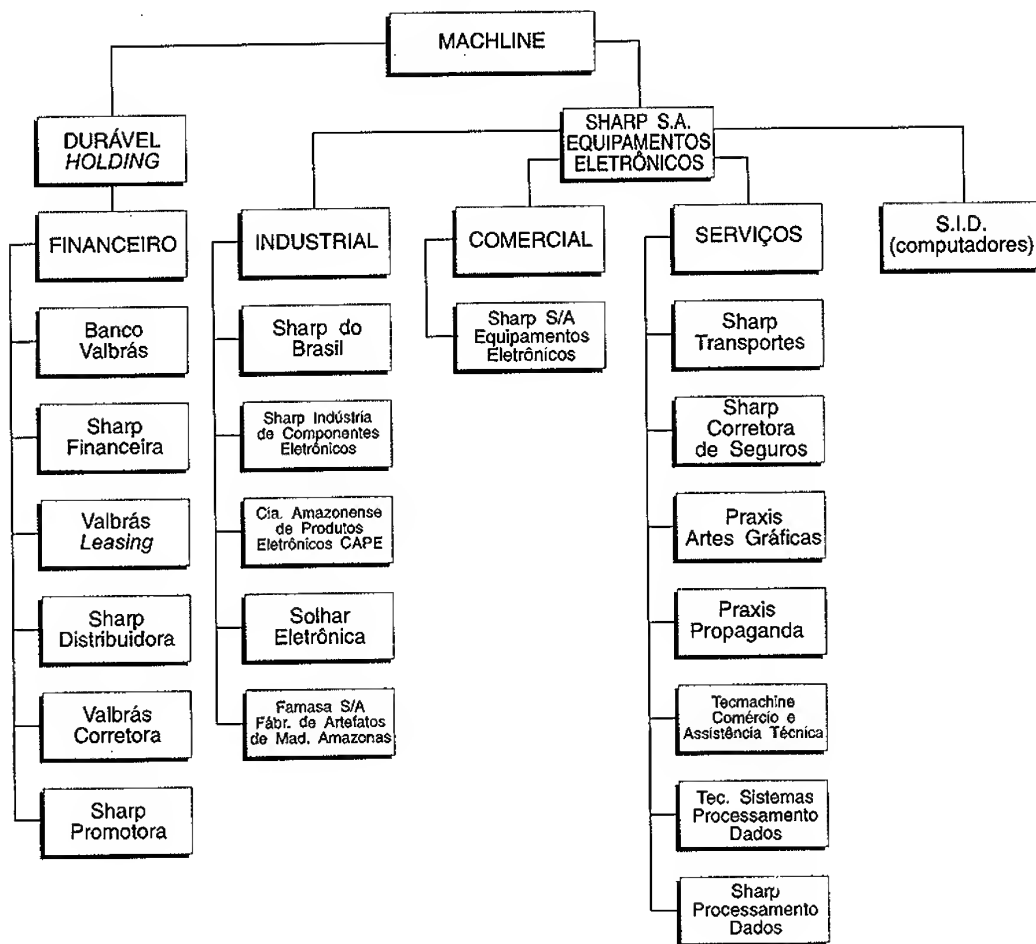 MACHLINE
DURÁVEL
HOLDING
SHARP S.A.
EQUIPAMENTOS
ELETRÔNICOS
FINANCEIRO
INDUSTRIAL
COMERCIAL
SERVIÇOS
S.I.D.
(computadores)
Banco
Valbrás
Sharp
Financeira
Valbrás
Leasing
Sharp
Distribuidora
Valbrás
Corretora
Sharp
Promotora
Sharp do
Brasil
Sharp Indústria
de Componentes
Eletrônicos
Cia. Amazonense
de Produtos
Eletrônicos CAPE
Solhar
Eletrônica
Famasa S/A
Fábr. de Artefatos
de Mad. Amazonas
Sharp S/A
Equipamentos
Eletrônicos
Sharp
Transportes
Sharp
Corretora
de Seguros
Praxis
Artes Gráficas
Praxis
Propaganda
Tecmachine
Comércio e
Assistência Técnica
Tec. Sistemas
Processamento
Dados
Sharp
Processamento
Dados